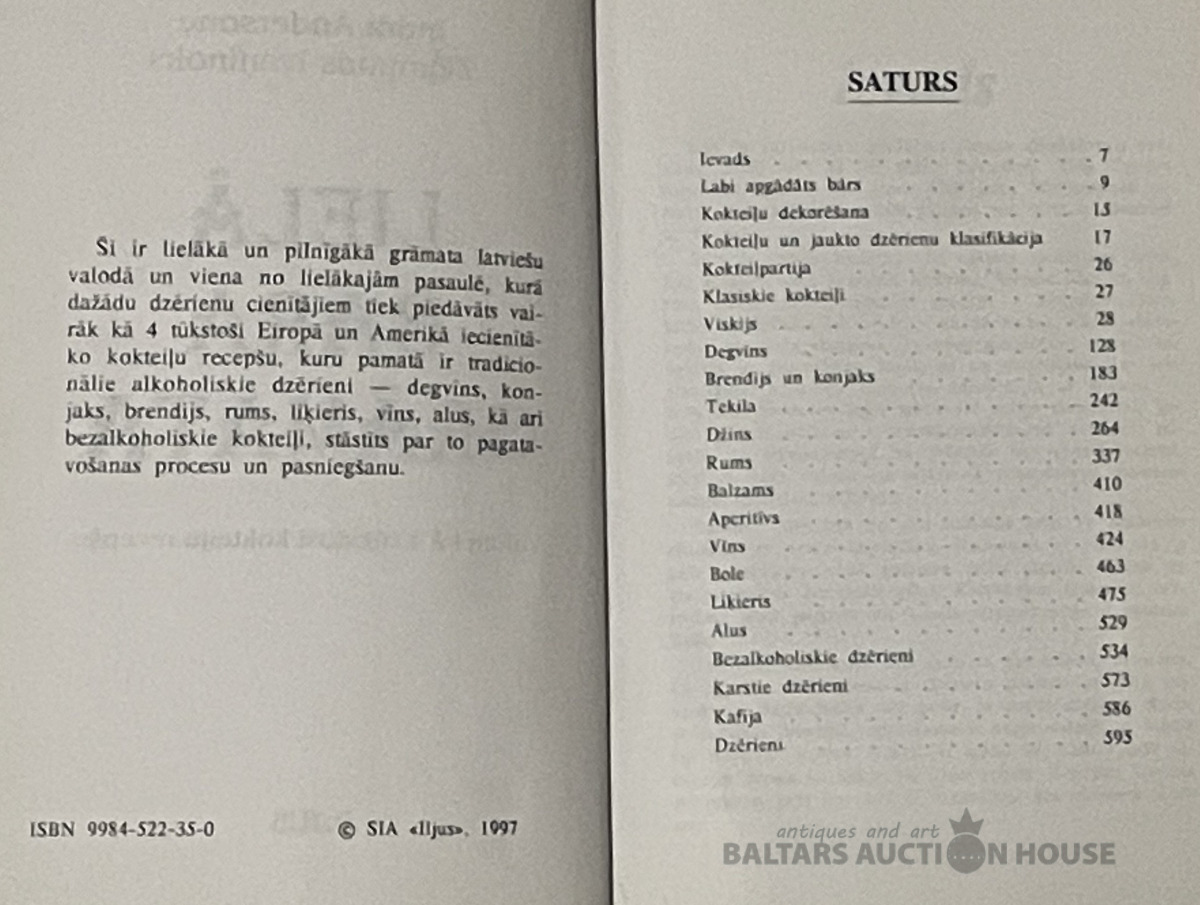 Šī ir lielākā un pilnīgākā grāmata latviešu
valodā un viena no lielākajām pasaulē, kurā
dažādu dzērienu cienītājiem tiek piedāvāts vai-
rāk kā 4 tūkstoši Eiropā un Amerikā iecienītā-
ko kokteiļu recepšu, kuru pamatā ir tradicio-
nālie alkoholiskie dzērieni — degvīns, kon-
jaks, brendijs, rums, liķieris, vīns, alus, kā arī
bezalkoholiskie kokteiļi, stāstīts par to pagata-
vošanas procesu un pasniegšanu.
ISBN 9984-522-35-0
© SIA «Iljus», 1997
SATURS
Ievads . . . . . . . . . . 7
Labi apgādāts bārs . . . . . . 9
Kokteiļu dekorēšana . . . . . . 15
Kokteiļu un jaukto dzērienu klasifikācija 17
Kokteiļpartija . . . . . . . . 26
Klasiskie kokteiļi . . . . . . . 27
Viskijs . . . . . . . . . . 28
Degvīns . . . . . . . . . . 128
Brendijs un konjaks . . . . . . 183
Tekila . . . . . . . . . . 242
Džins . . . . . . . . . . 264
Rums . . . . . . . . . . 337
Balzams . . . . . . . . . 410
Aperitīvs . . . . . . . . . 418
Vīns . . . . . . . . . . 424
Bole . . . . . . . . . . 463
Liķieris . . . . . . . . . 475
Alus . . . . . . . . . . 529
Bezalkoholiskie dzērieni . . . . . 534
Karstie dzērieni . . . . . . . 573
Kafija . . . . . . . . . . 586
Dzērieni . . . . . . . . . 595
antiques and art
BALTARS AUCTION HOUSE